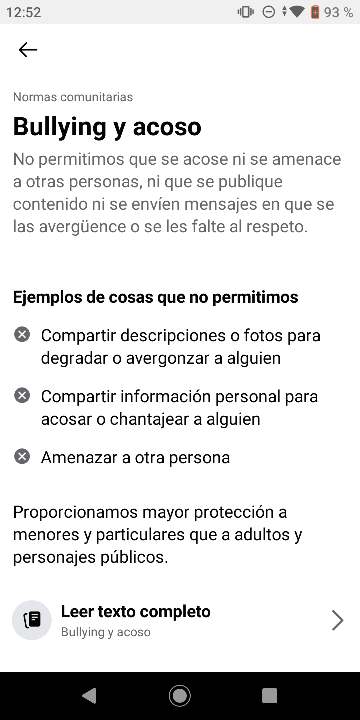 12:52
93 %
Normas comunitarias
Bullying y acoso
No permitimos que se acose ni se amenace
a otras personas, ni que se publique
contenido ni se envíen mensajes en que se
las avergüence o se les falte al respeto.
Ejemplos de cosas que no permitimos
Compartir descripciones o fotos para
degradar o avergonzar a alguien
Compartir información personal para
acosar o chantajear a alguien
Amenazar a otra persona
Proporcionamos mayor protección a
menores y particulares que a adultos y
personajes públicos.
Leer texto completo
Bullying y acoso